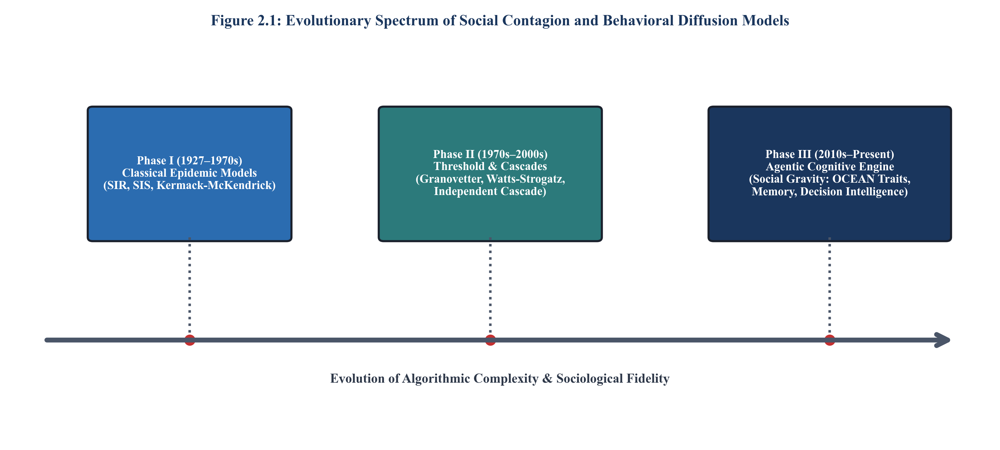 Figure 2.1: Evolutionary Spectrum of Social Contagion and Behavioral Diffusion Models
Phase I (1927–1970s)
Classical Epidemic Models
(SIR, SIS, Kermack-McKendrick)
Phase II (1970s–2000s)
Threshold & Cascades
(Granovetter, Watts-Strogatz,
Independent Cascade)
Phase III (2010s–Present)
Agentic Cognitive Engine
(Social Gravity: OCEAN Traits,
Memory, Decision Intelligence)
Evolution of Algorithmic Complexity & Sociological Fidelity